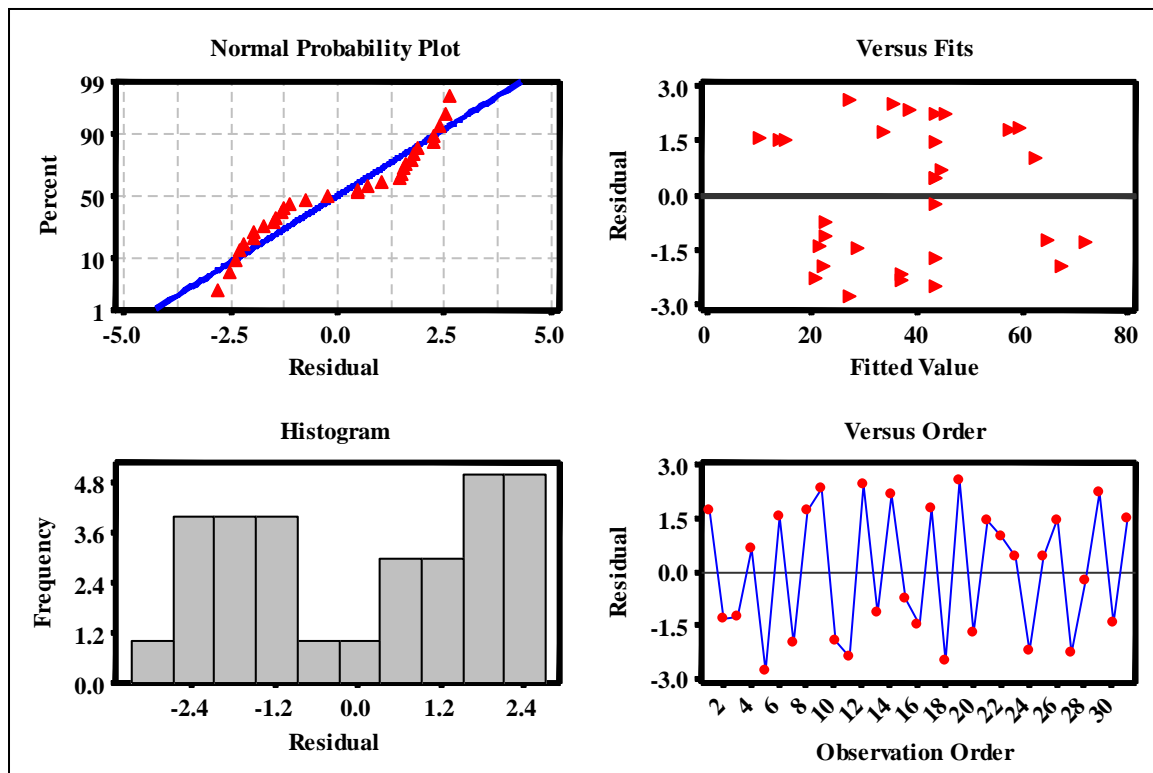 Normal Probability Plot
99
90
50
10
1
Percent
-5.0 -2.5 0.0 2.5 5.0
Residual
Versus Fits
3.0
1.5
0.0
-1.5
-3.0
Residual
0 20 40 60 80
Fitted Value
Histogram
4.8
3.6
2.4
1.2
0.0
Frequency
-2.4 -1.2 0.0 1.2 2.4
Residual
Versus Order
3.0
1.5
0.0
-1.5
-3.0
Residual
2 4 6 8 10 12 14 16 18 20 22 24 26 28 30
Observation Order